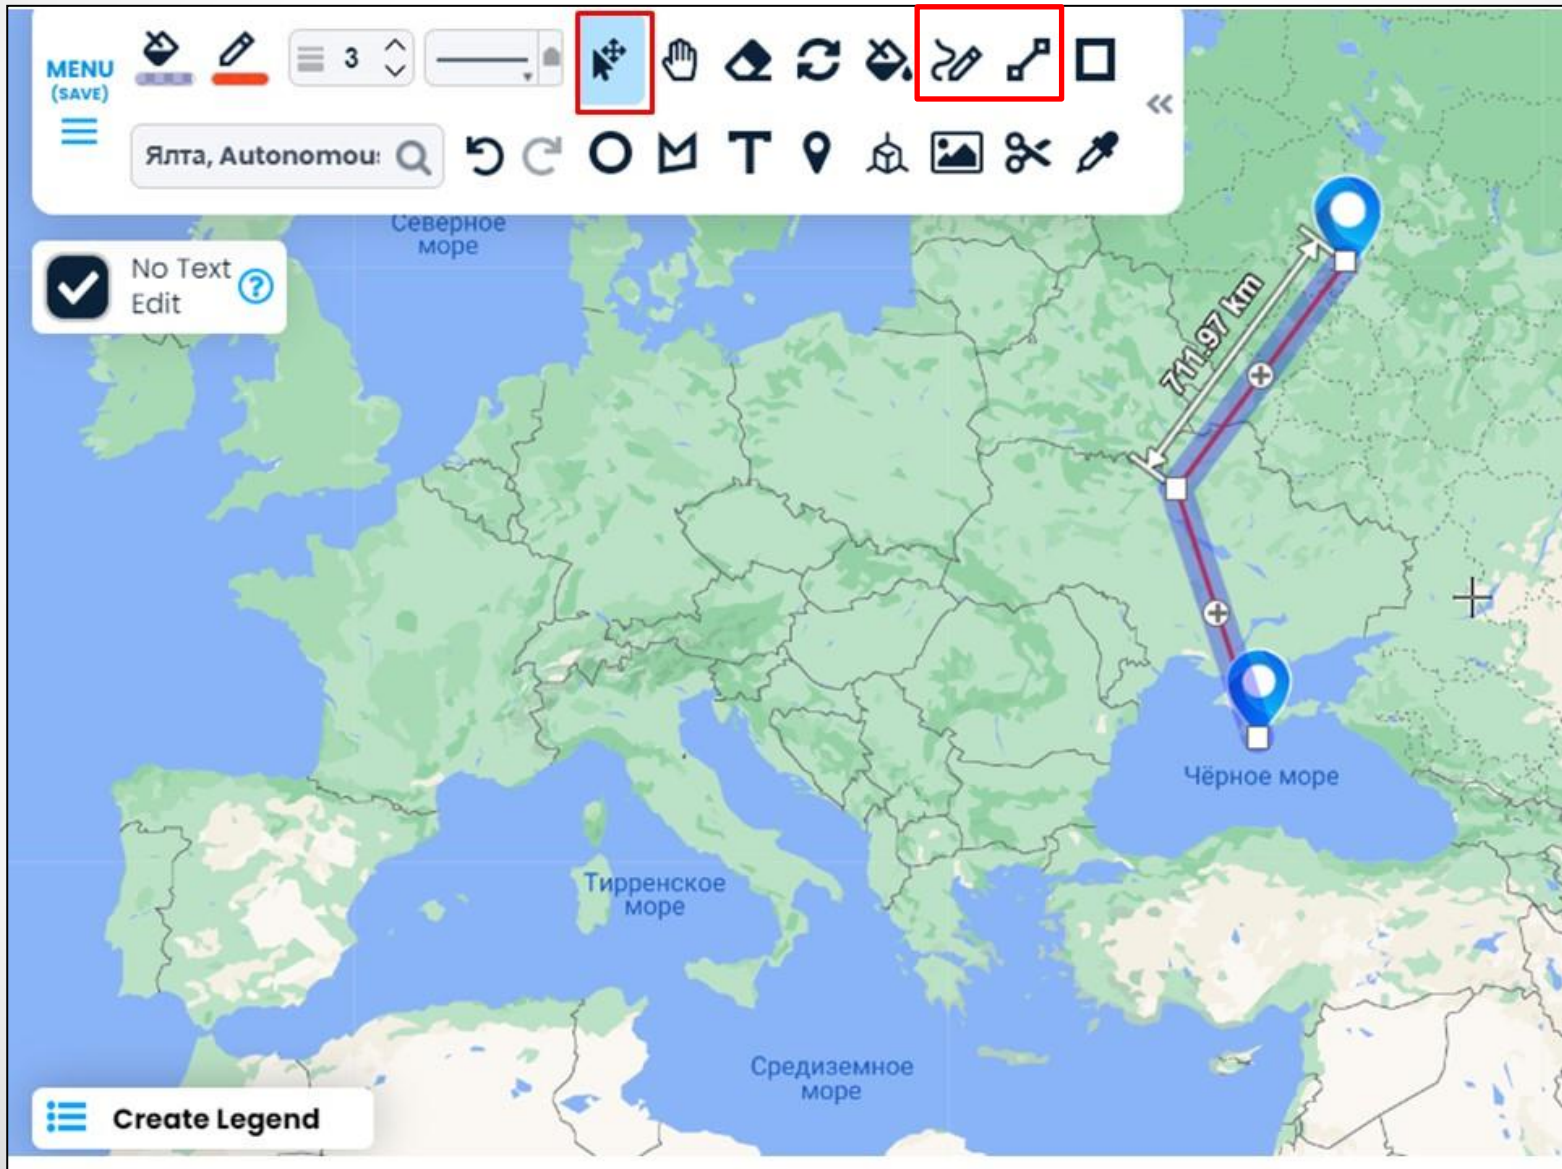 MENU
(SAVE)
3
Ялта, Autonomou
No Text
Edit
?
Северное
море
711.97 km
Чёрное море
Тирренское
море
Средиземное
море
Create Legend